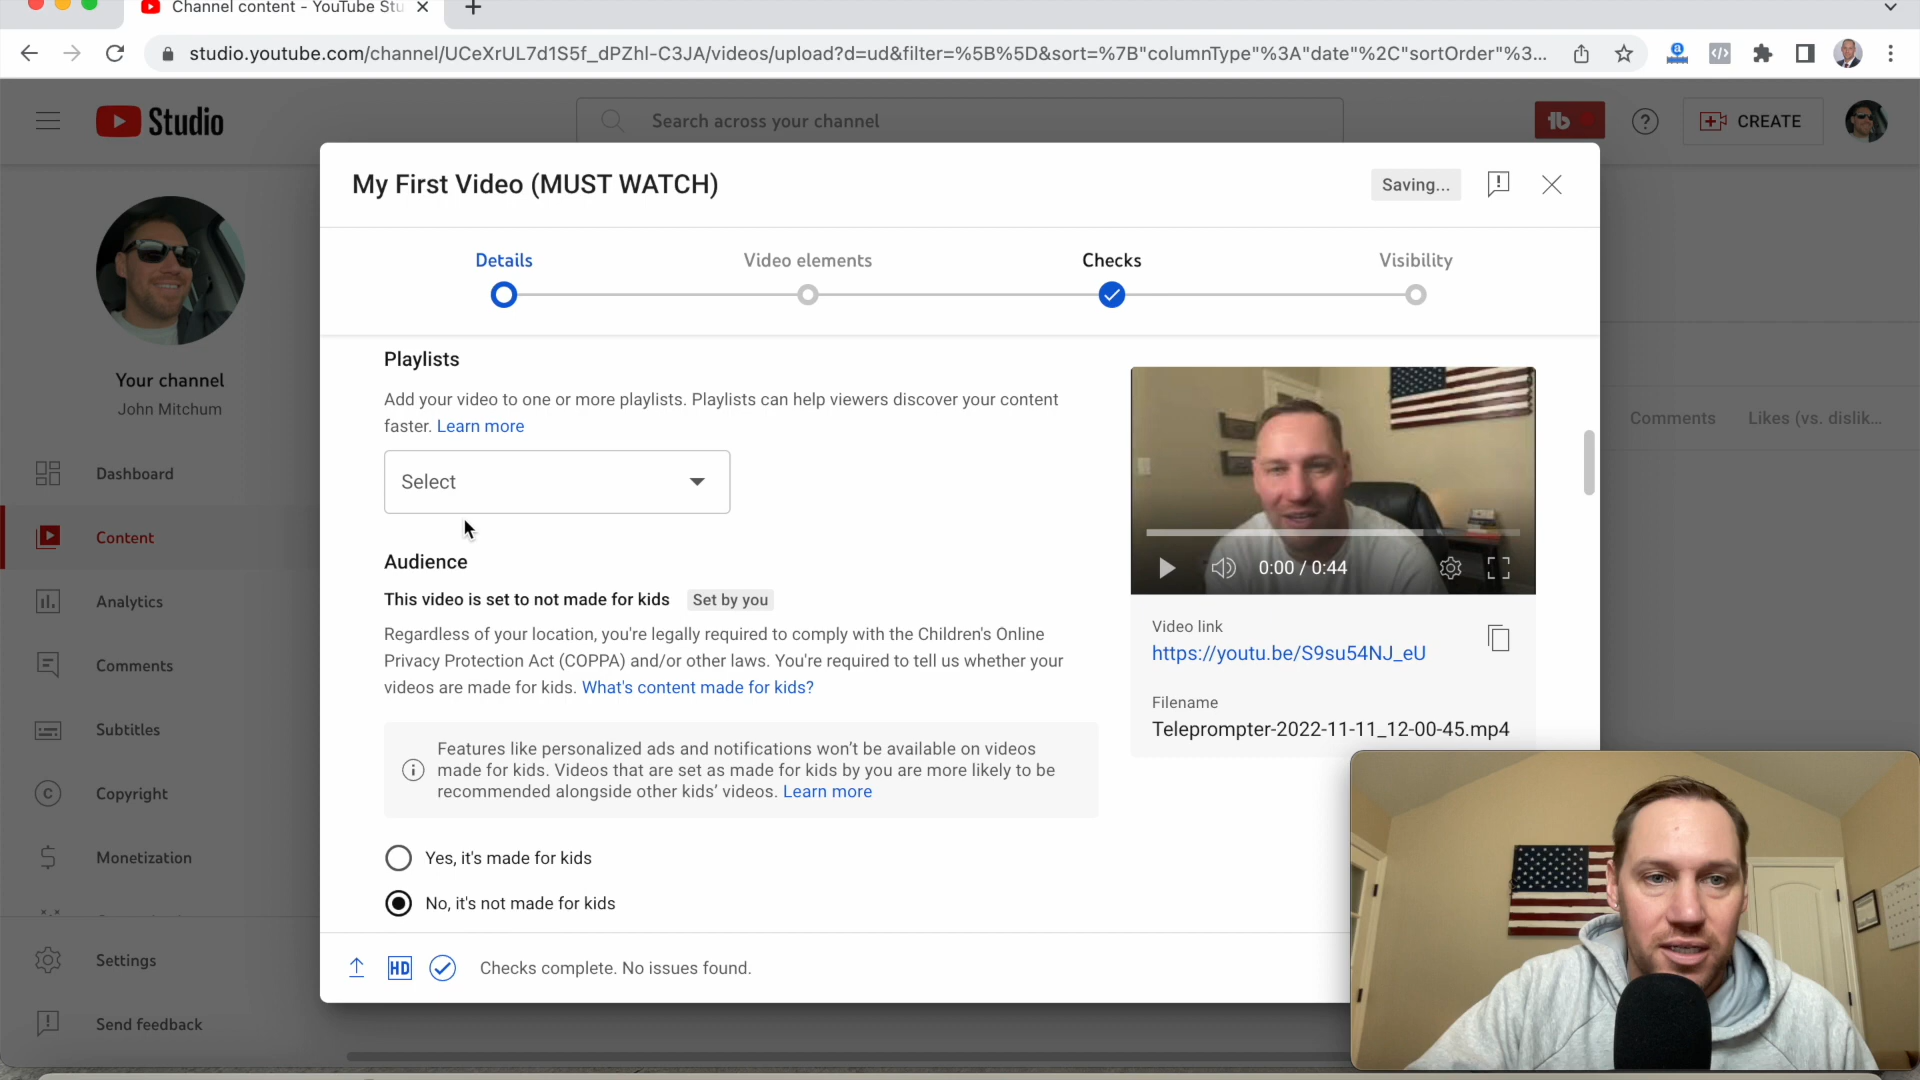 Channel content - YouTube Stu
studio.youtube.com/channel/UCeXrUL7d1S5f_dPZhl-C3JA/videos/upload?d=ud&filter=%5B%5D&sort=%7B"columnType"%3A"date"%2C"sortOrder"%3...
Studio
Search across your channel
tb
CREATE
My First Video (MUST WATCH)
Saving...
Details
Video elements
Checks
Visibility
Your channel
John Mitchum
Dashboard
Content
Analytics
Comments
Subtitles
Copyright
Monetization
Settings
Send feedback
Playlists
Add your video to one or more playlists. Playlists can help viewers discover your content
faster. Learn more
Select
Audience
This video is set to not made for kids Set by you
Regardless of your location, you're legally required to comply with the Children's Online
Privacy Protection Act (COPPA) and/or other laws. You're required to tell us whether your
videos are made for kids. What's content made for kids?
Features like personalized ads and notifications won't be available on videos
made for kids. Videos that are set as made for kids by you are more likely to be
recommended alongside other kids' videos. Learn more
Yes, it's made for kids
No, it's not made for kids
HD
Checks complete. No issues found.
0:00 / 0:44
Video link
https://youtu.be/S9su54NJ_eU
Filename
Teleprompter-2022-11-11_12-00-45.mp4
Comments
Likes (vs. dislik...